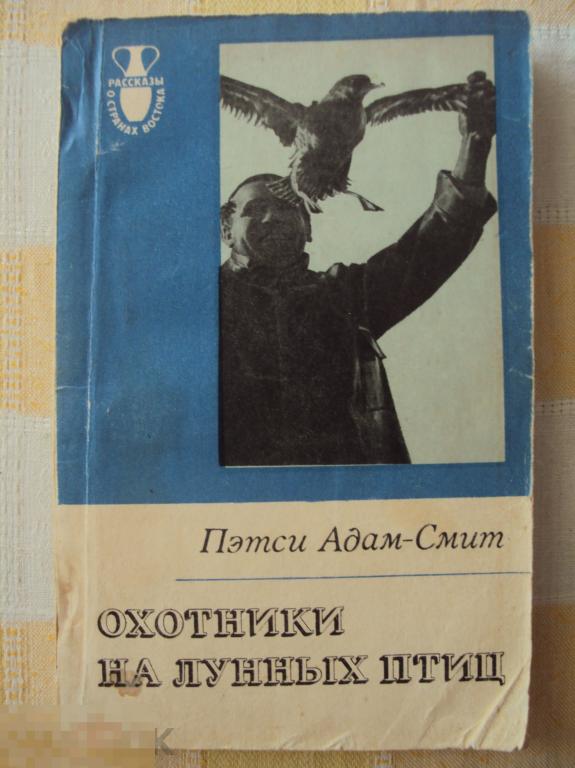 РАССКАЗЫ
О СТРАНАХ ВОСТОКА
Пэтси Адам-Смит
ОХОТНИКИ
НА ЛУННЫХ ПТИЦ